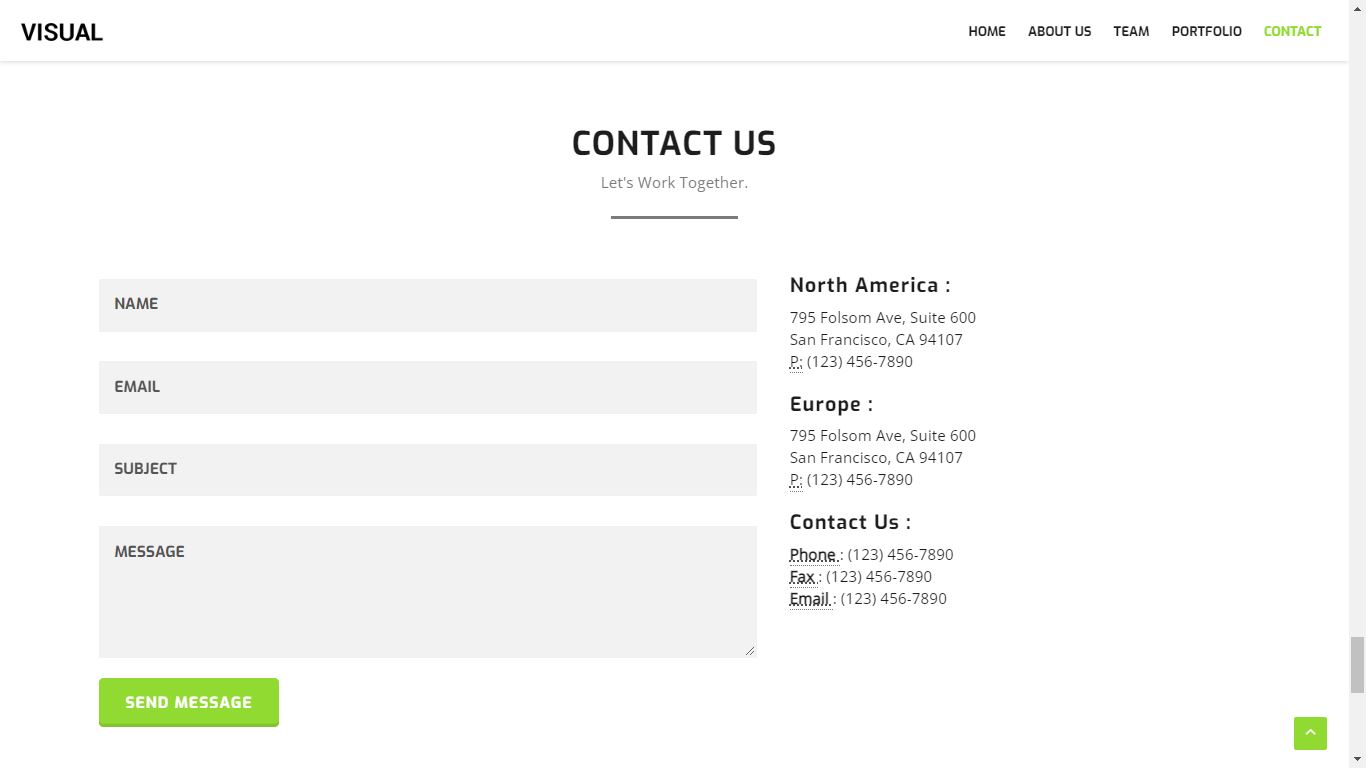 VISUAL
HOME ABOUT US TEAM PORTFOLIO CONTACT
CONTACT US
Let's Work Together.
NAME
EMAIL
SUBJECT
MESSAGE
SEND MESSAGE
North America :
795 Folsom Ave, Suite 600
San Francisco, CA 94107
P: (123) 456-7890
Europe :
795 Folsom Ave, Suite 600
San Francisco, CA 94107
P: (123) 456-7890
Contact Us :
Phone : (123) 456-7890
Fax : (123) 456-7890
Email : (123) 456-7890